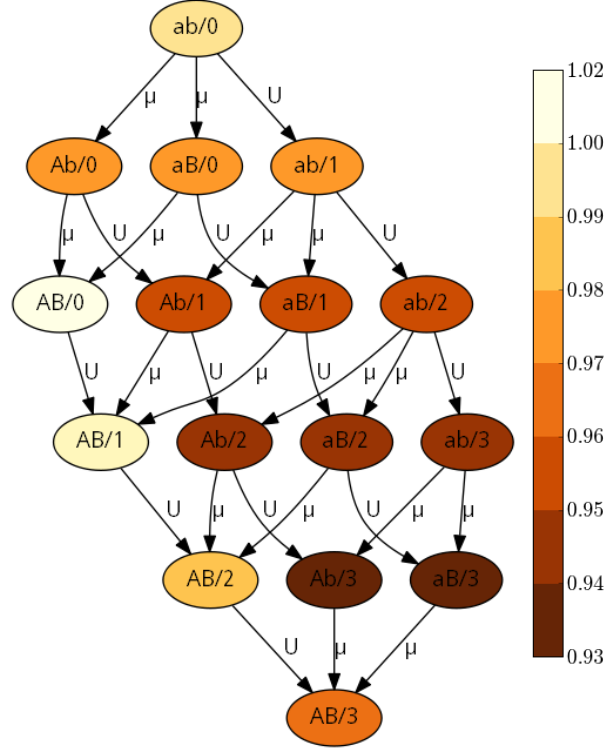 ab/0
μ μ U
Ab/0 aB/0 ab/1
μ U μ U μ μ U
AB/0 Ab/1 aB/1 ab/2
U μ U μ U μ μ U
AB/1 Ab/2 aB/2 ab/3
U μ U μ U μ μ
AB/2 Ab/3 aB/3
U μ μ
AB/3
1.02
1.00
0.99
0.98
0.97
0.96
0.95
0.94
0.93